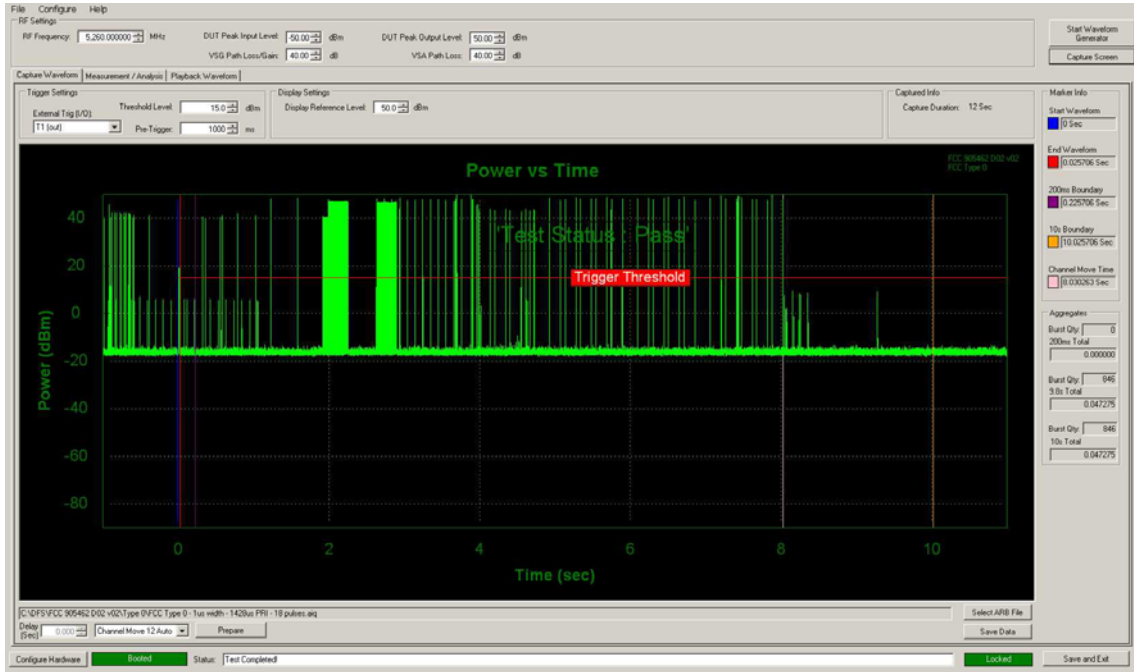 File Configure Help
RF Settings
RF Frequency: 5,260.000000 MHz DUT Peak Input Level: -50.00 dBm DUT Peak Output Level: 50.00 dBm
VSG Path Loss/Gain: 40.00 dB VSA Path Loss: 40.00 dB
Start Waveform Generator
Capture Screen
Capture Waveform Measurement / Analysis Playback Waveform
Trigger Settings
External Trig (I/O): Threshold Level: 15.0 dBm
T1 (out) Pre-Trigger: 1000 ms
Display Settings
Display Reference Level: 50.0 dBm
Captured Info
Capture Duration: 12 Sec
Marker Info
Start Waveform
0 Sec
End Waveform
0.025706 Sec
200ms Boundary
0.225706 Sec
10s Boundary
10.025706 Sec
Channel Move Time
8.030263 Sec
Aggregates
Burst Qty: 0
200ms Total
0.000000
Burst Qty: 846
9.8s Total
0.047275
Burst Qty: 846
10s Total
0.047275
Power vs Time
FCC 905462 D02 v02
FCC Type 0
'Test Status : Pass'
Trigger Threshold
Power (dBm)
40
20
0
-20
-40
-60
-80
0 2 4 6 8 10
Time (sec)
C:\DFS\FCC 905462 D02 v02\Type 0\FCC Type 0 - 1us width - 1428us PRI - 18 pulses.aiq
Select ARB File
Delay (Sec) 0.000 Channel Move 12 Auto Prepare
Save Data
Configure Hardware Booted Status: Test Completed! Locked Save and Exit